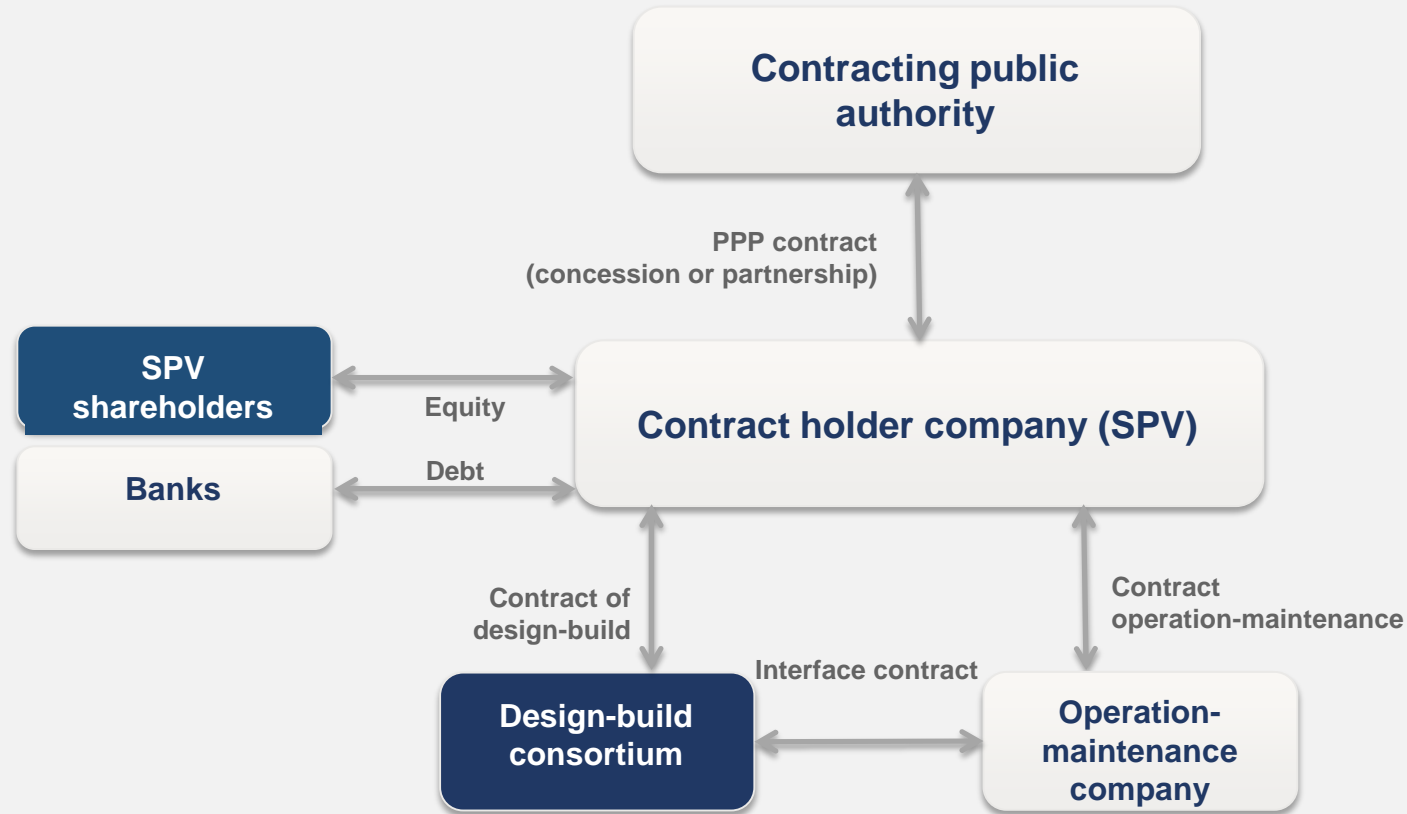 Contracting public
authority
PPP contract
(concession or partnership)
SPV
shareholders
Equity
Contract holder company (SPV)
Banks
Debt
Contract of
design-build
Contract
operation-maintenance
Interface contract
Design-build
consortium
Operation-
maintenance
company